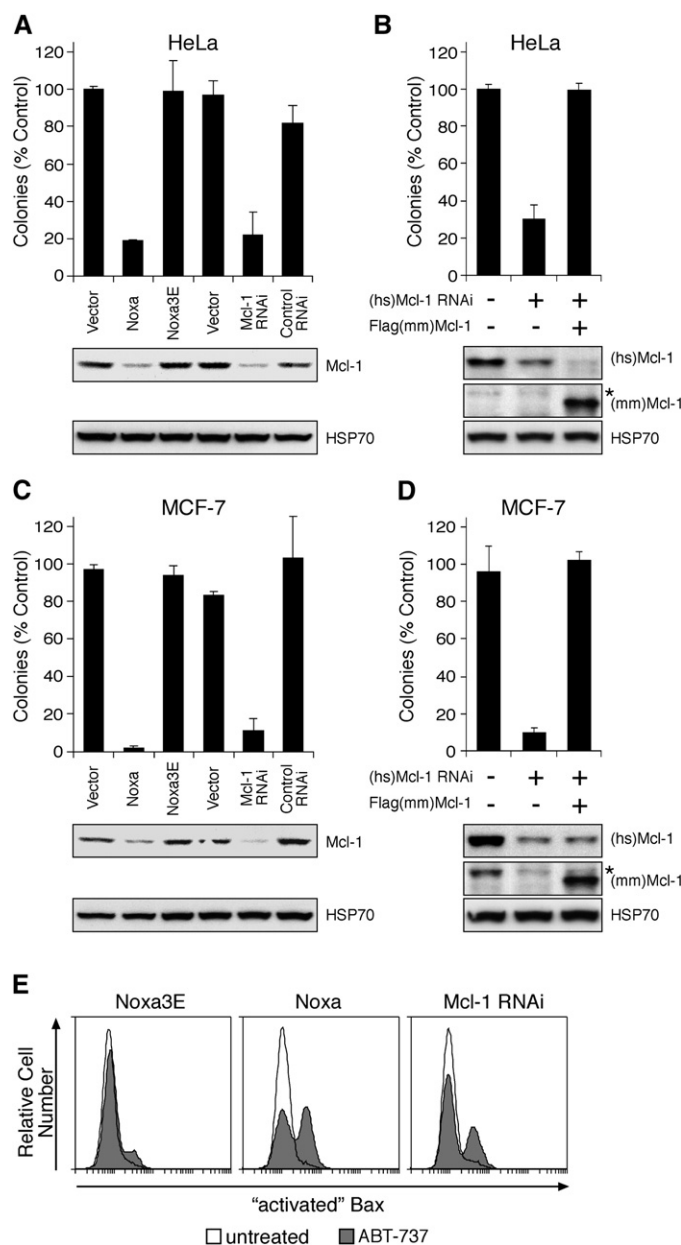 A
HeLa
Colonies (% Control)
120
100
80
60
40
20
0
Vector
Noxa
Noxa3E
Vector
Mcl-1 RNAi
Control RNAi
Mcl-1
HSP70
B
HeLa
Colonies (% Control)
120
100
80
60
40
20
0
(hs)Mcl-1 RNAi - + +
Flag(mm)Mcl-1 - - +
(hs)Mcl-1
*
(mm)Mcl-1
HSP70
C
MCF-7
Colonies (% Control)
120
100
80
60
40
20
0
Vector
Noxa
Noxa3E
Vector
Mcl-1 RNAi
Control RNAi
Mcl-1
HSP70
D
MCF-7
Colonies (% Control)
120
100
80
60
40
20
0
(hs)Mcl-1 RNAi - + +
Flag(mm)Mcl-1 - - +
(hs)Mcl-1
*
(mm)Mcl-1
HSP70
E
Noxa3E
Noxa
Mcl-1 RNAi
Relative Cell
Number
“activated” Bax
untreated
ABT-737